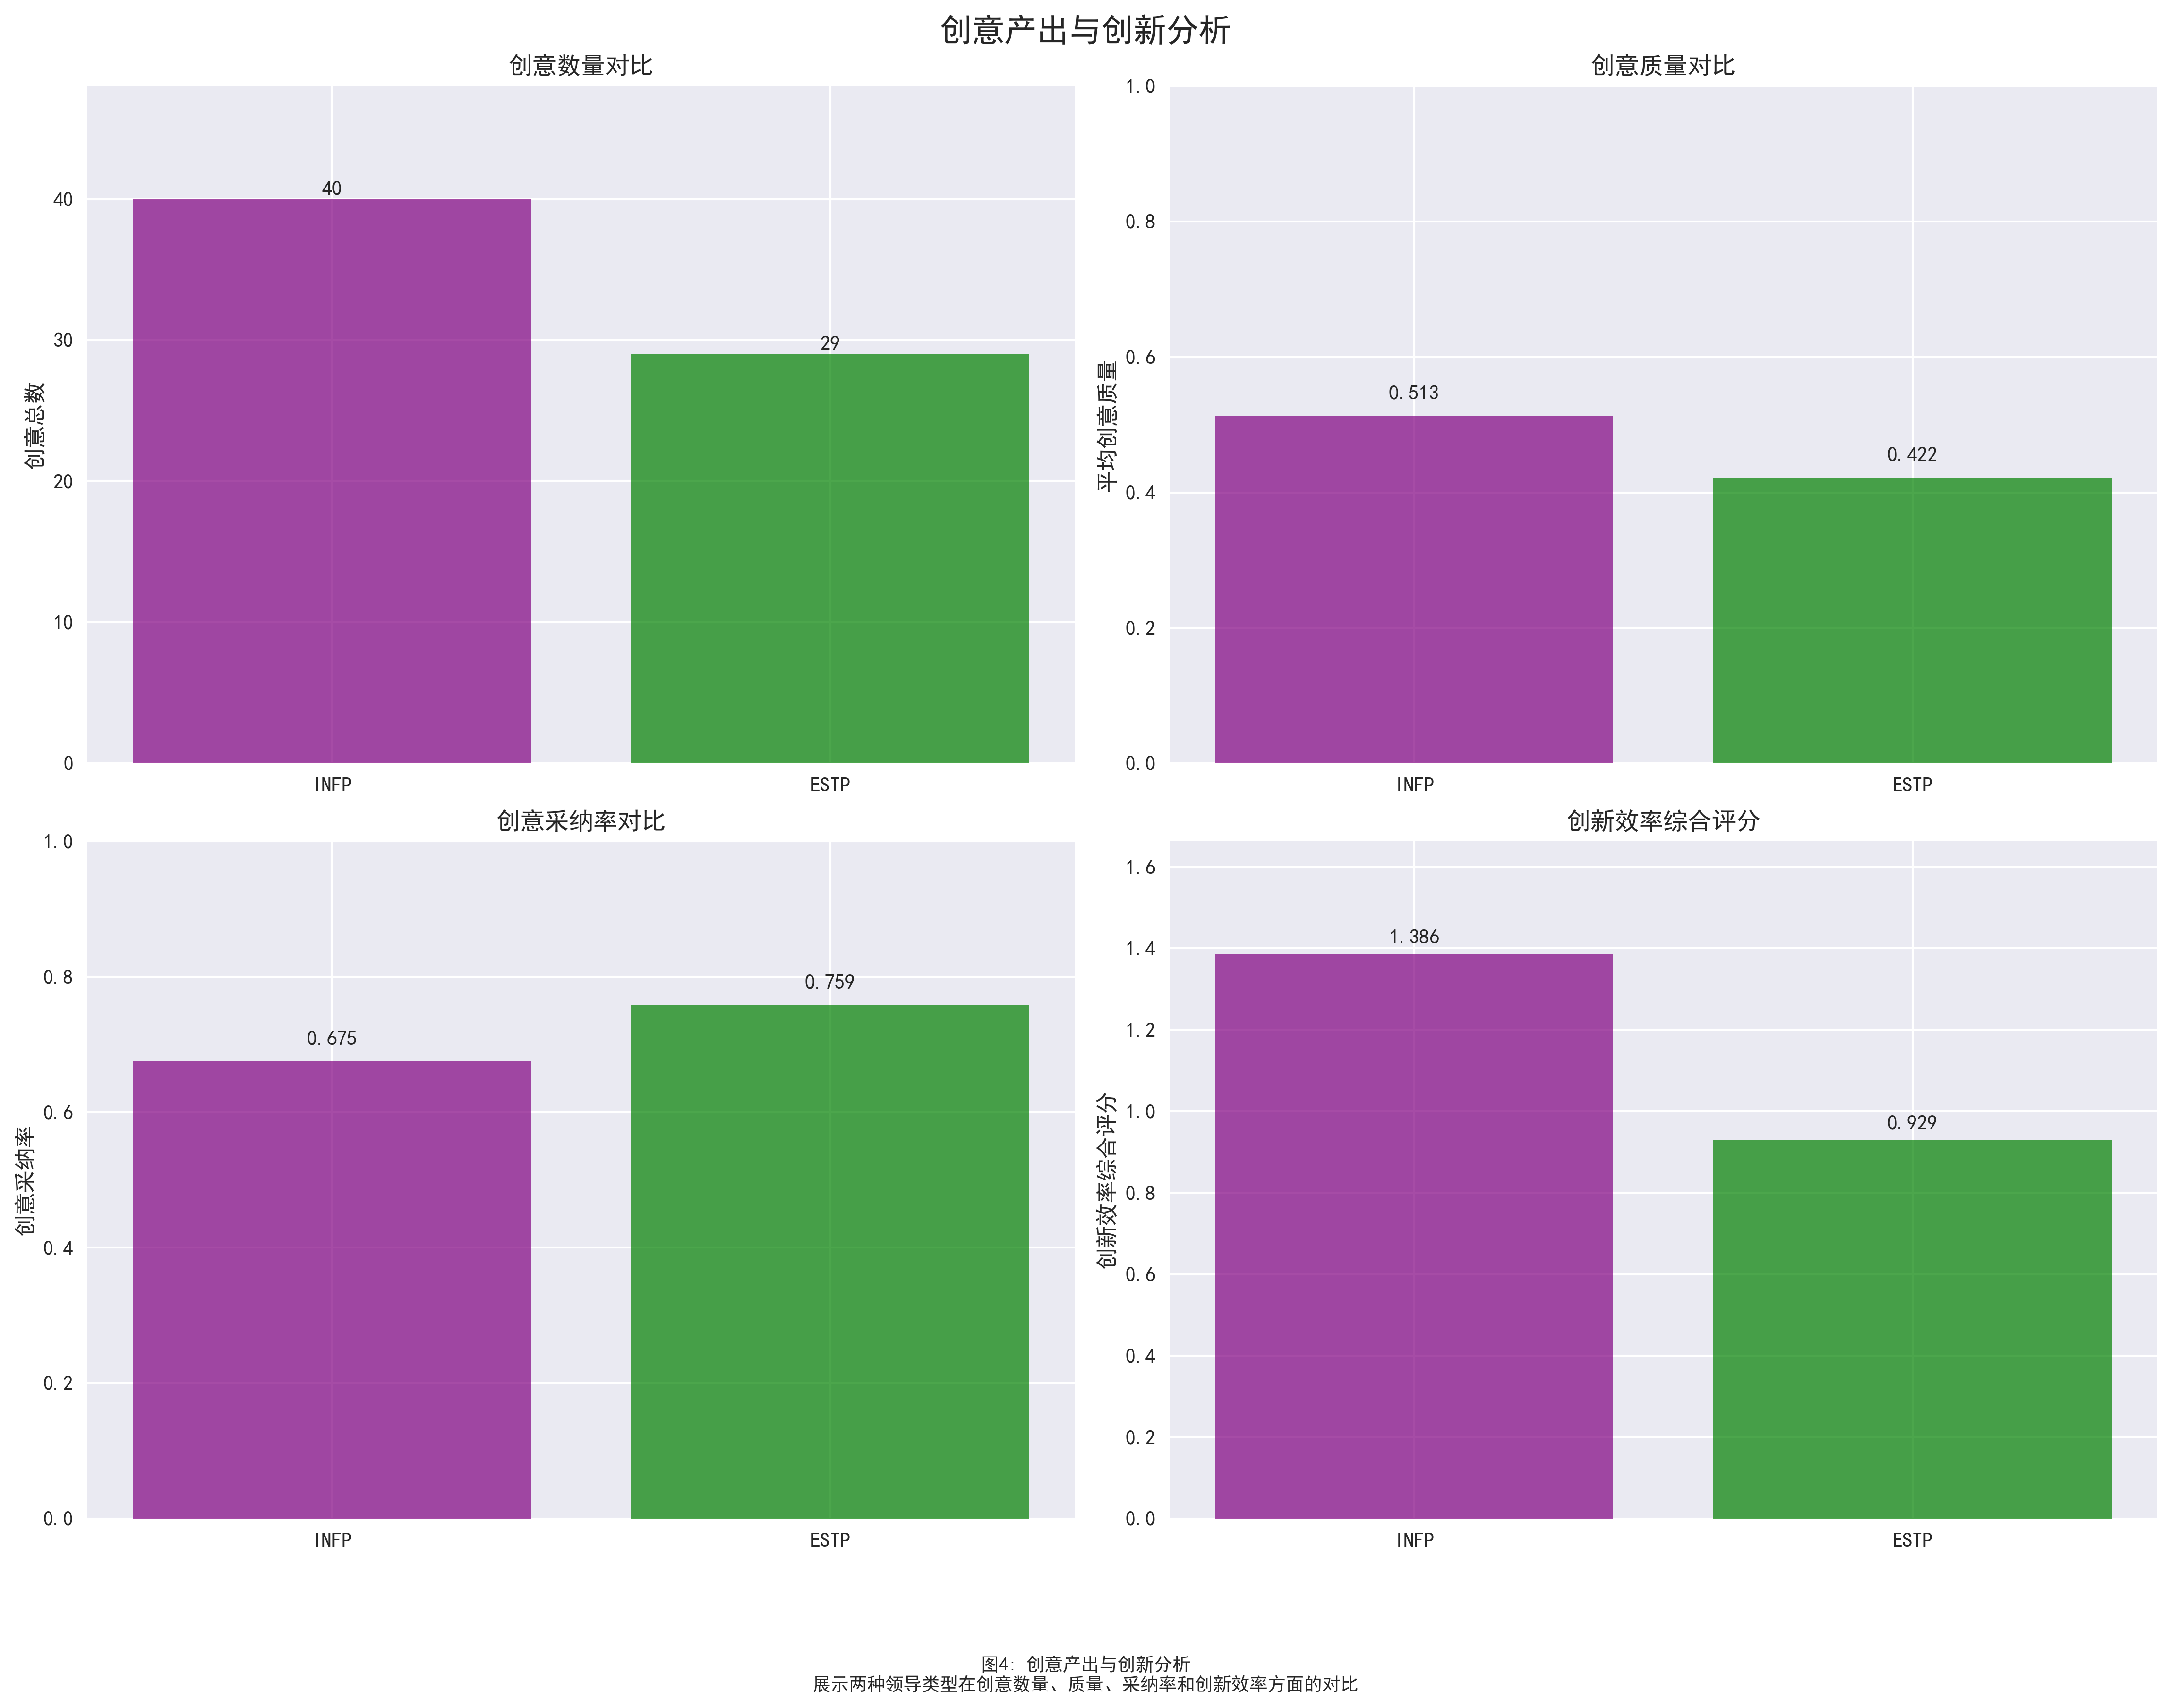 创意产出与创新分析
创意数量对比
创意总数
40
30
20
10
0
40
29
INFP
ESTP
创意质量对比
平均创意质量
1.0
0.8
0.6
0.4
0.2
0.0
0.513
0.422
INFP
ESTP
创意采纳率对比
创意采纳率
1.0
0.8
0.6
0.4
0.2
0.0
0.675
0.759
INFP
ESTP
创新效率综合评分
创新效率综合评分
1.6
1.4
1.2
1.0
0.8
0.6
0.4
0.2
0.0
1.386
0.929
INFP
ESTP
图4: 创意产出与创新分析
展示两种领导类型在创意数量、质量、采纳率和创新效率方面的对比